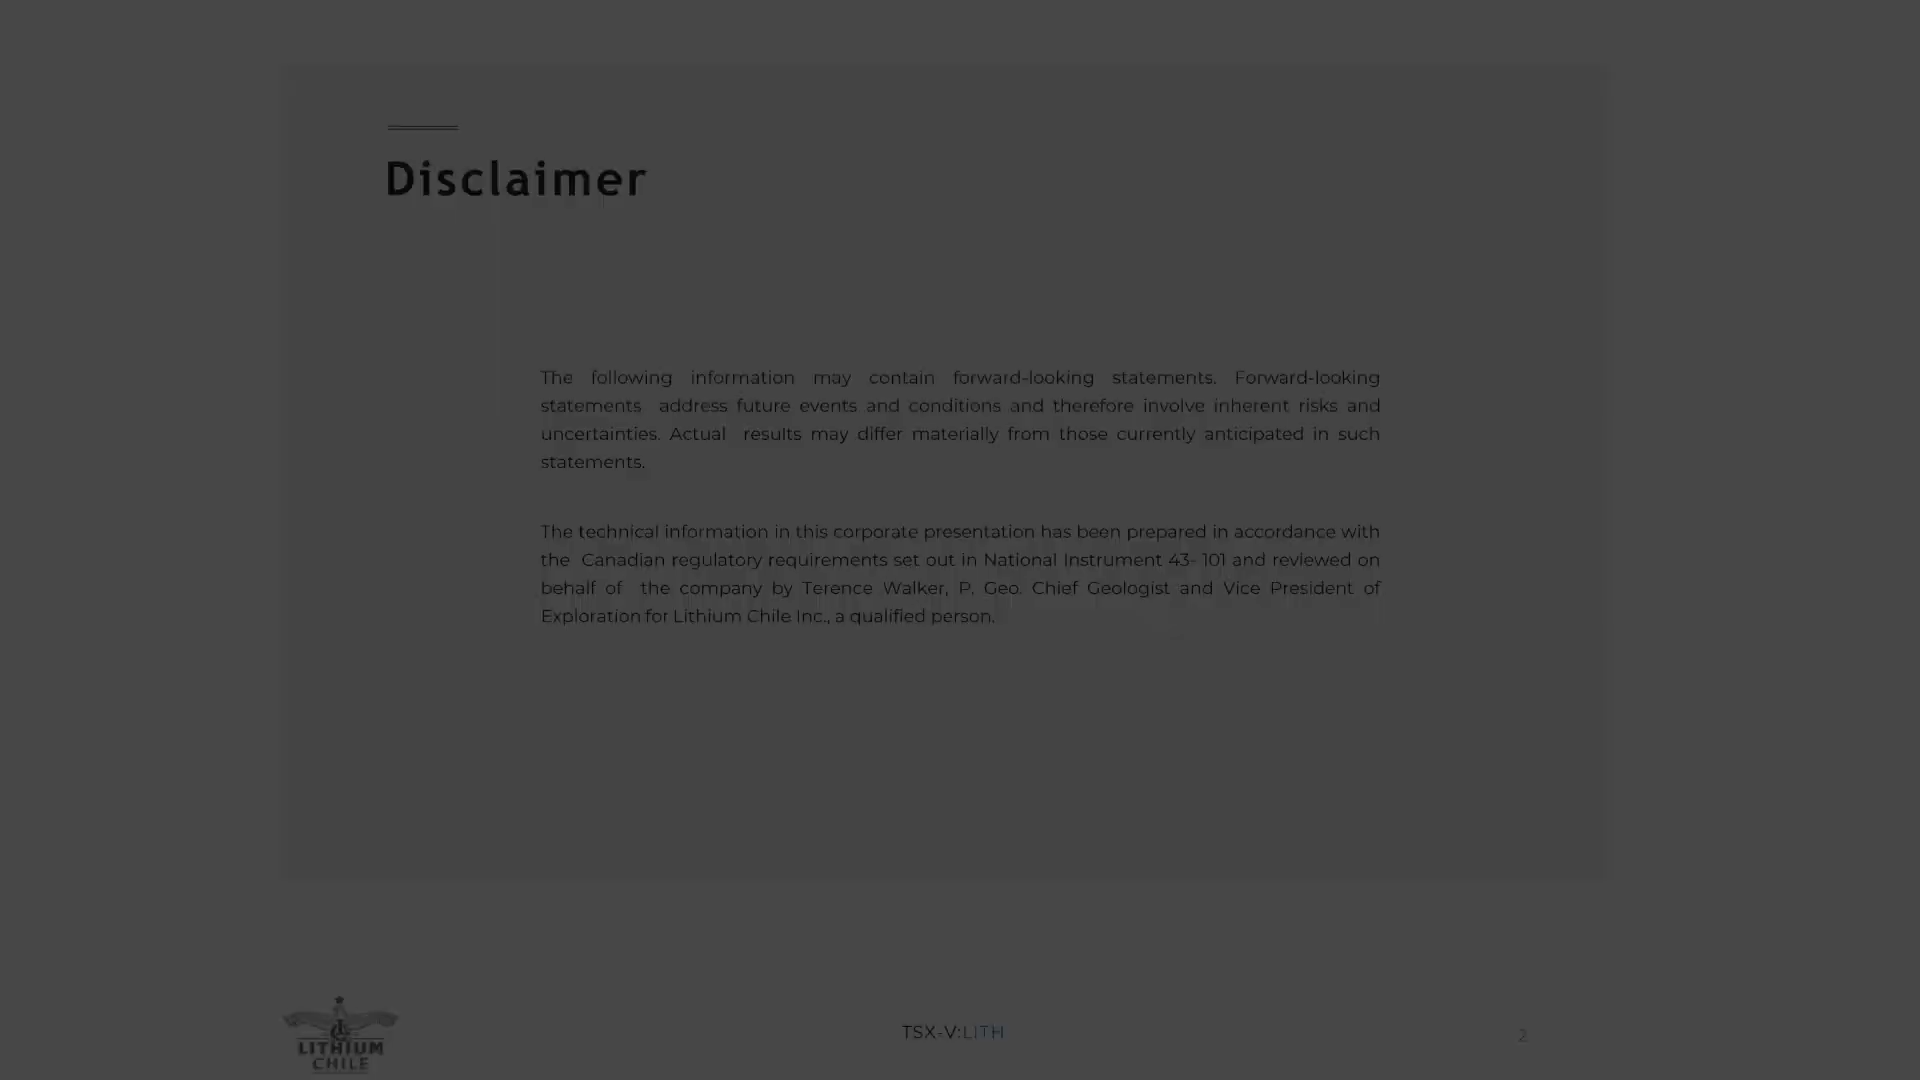 Disclaimer
The following information may contain forward-looking statements. Forward-looking
statements address future events and conditions and therefore involve inherent risks and
uncertainties. Actual results may differ materially from those currently anticipated in such
statements.
The technical information in this corporate presentation has been prepared in accordance with
the Canadian regulatory requirements set out in National Instrument 43- 101 and reviewed on
behalf of the company by Terence Walker, P. Geo. Chief Geologist and Vice President of
Exploration for Lithium Chile Inc., a qualified person.
LITHIUM
CHILE
TSX-V:LITH
2